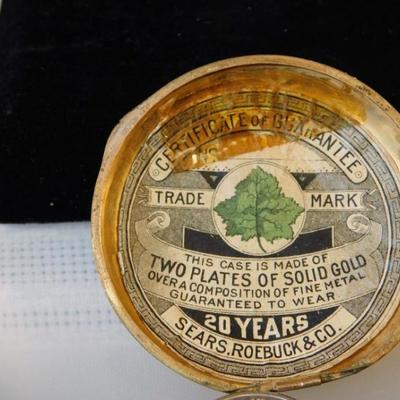 CERTIFICATE OF GUARANTEE
TRADE MARK
THIS CASE IS MADE OF
TWO PLATES OF SOLID GOLD
OVER A COMPOSITION OF FINE METAL
GUARANTEED TO WEAR
20 YEARS
SEARS, ROEBUCK & CO.